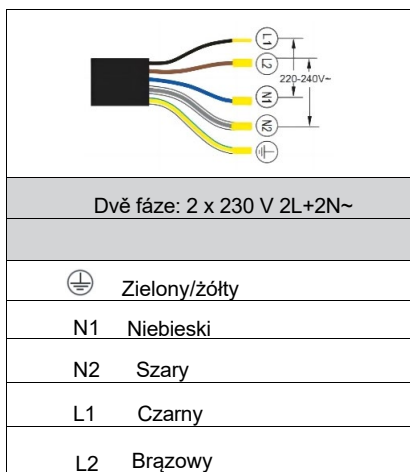 L1
L2
220-240V~
N1
N2
Dvě fáze: 2 x 230 V 2L+2N~
Zielony/żółty
N1 Niebieski
N2 Szary
L1 Czarny
L2 Brązowy